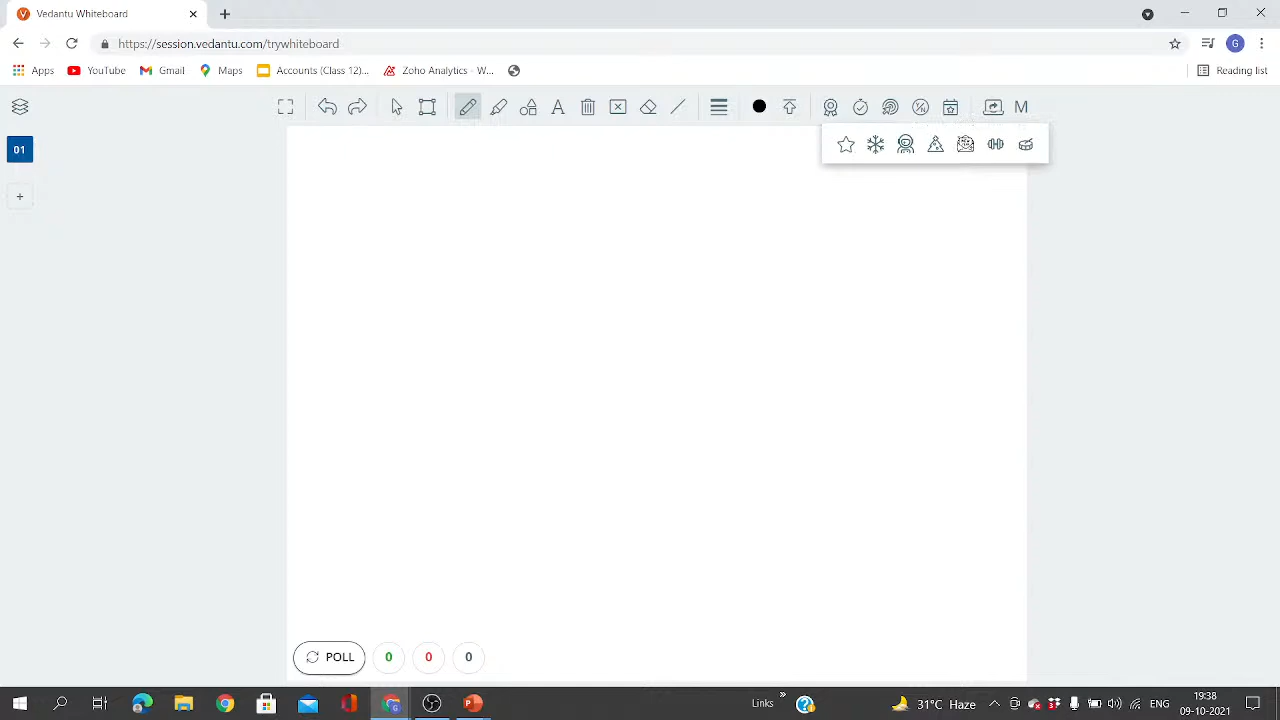 Vedantu Whiteboard
https://session.vedantu.com/trywhiteboard
G
Apps
YouTube
Gmail
Maps
Accounts (Class 12)...
Zoho Analytics - W...
Reading list
A
M
01
+
POLL
0
0
0
Links
31°C Haze
ENG
19:38
09-10-2021